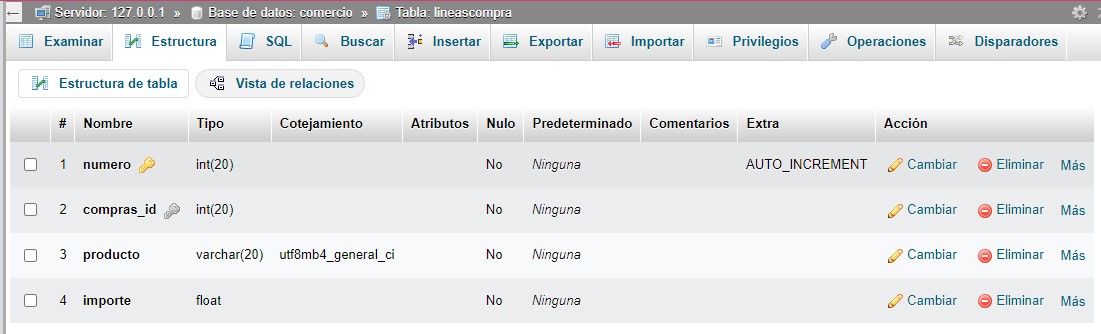 Servidor: 127.0.0.1 » Base de datos: comercio » Tabla: lineascompra
Examinar Estructura SQL Buscar Insertar Exportar Importar Privilegios Operaciones Disparadores
Estructura de tabla Vista de relaciones
# Nombre Tipo Cotejamiento Atributos Nulo Predeterminado Comentarios Extra Acción
1 numero int(20) No Ninguna AUTO_INCREMENT Cambiar Eliminar Más
2 compras_id int(20) No Ninguna Cambiar Eliminar Más
3 producto varchar(20) utf8mb4_general_ci No Ninguna Cambiar Eliminar Más
4 importe float No Ninguna Cambiar Eliminar Más